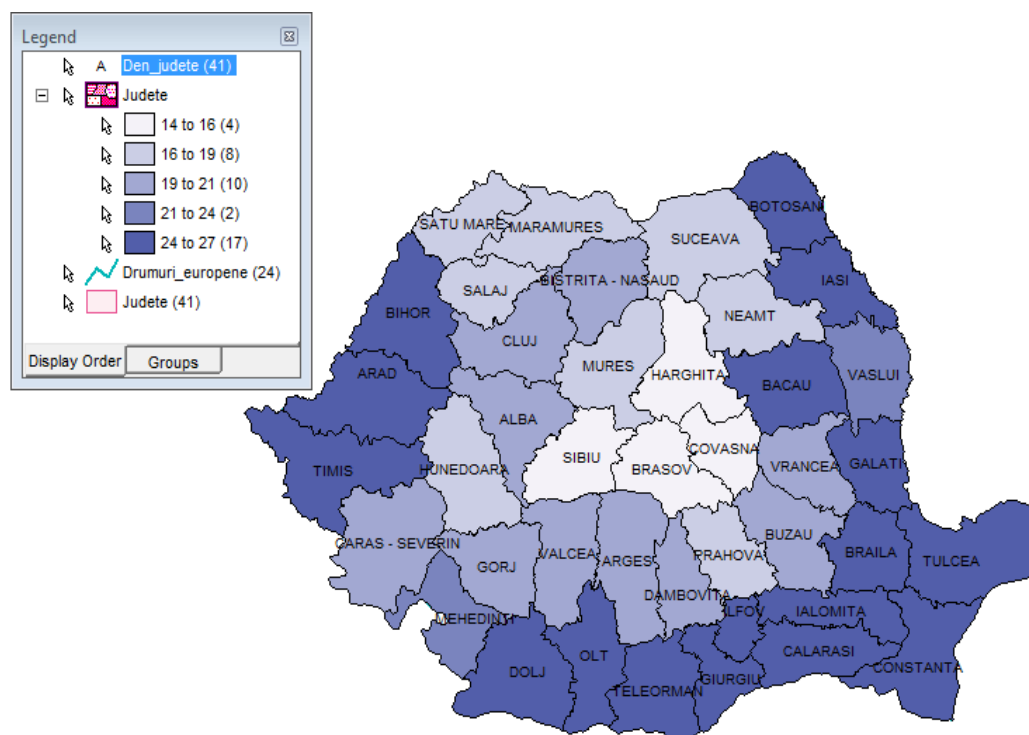 Legend
A Den_judete (41)
Judete
14 to 16 (4)
16 to 19 (8)
19 to 21 (10)
21 to 24 (2)
24 to 27 (17)
Drumuri_europene (24)
Judete (41)
Display Order Groups
BOTOSAN
SATU MARE
MARAMURES
SUCEAVA
IASI
SALAJ
BISTRITA - NASAUD
BIHOR
NEAMT
CLUJ
ARAD
MURES
HARGHITA
BACAU
VASLUI
ALBA
TIMIS
HUNEDOARA
SIBIU
BRASOV
COVASNA
VRANCEA
GALATI
CARAS - SEVERIN
GORJ
VALCEA
ARGES
PRAHOVA
BUZAU
BRAILA
TULCEA
DAMBOVITA
MEHEDINTI
LFOV
IALOMITA
DOLJ
OLT
CALARASI
CONSTANTA
TELEORMAN
GIURGIU